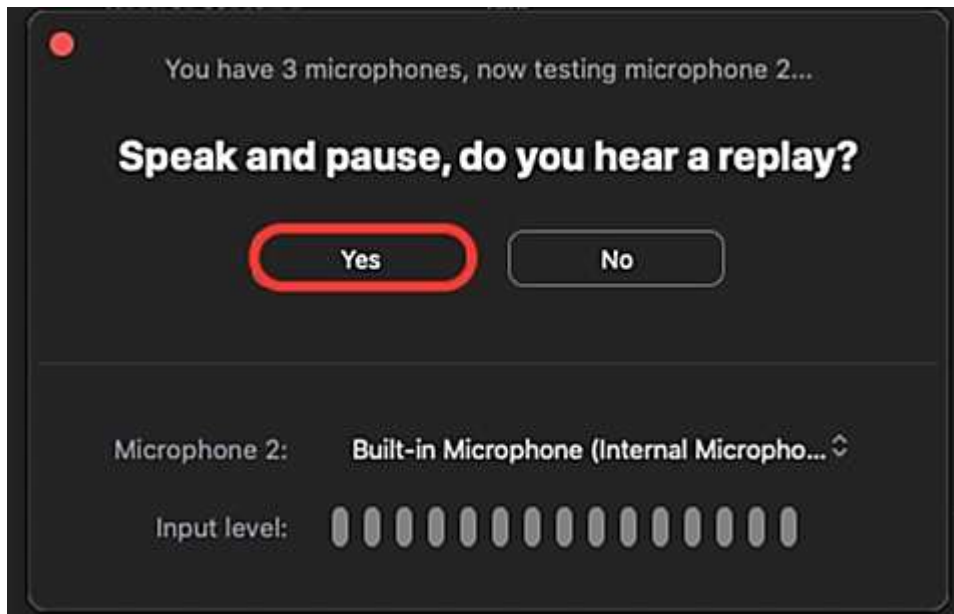 You have 3 microphones, now testing microphone 2...
Speak and pause, do you hear a replay?
Yes
No
Microphone 2: Built-in Microphone (Internal Micropho...
Input level: